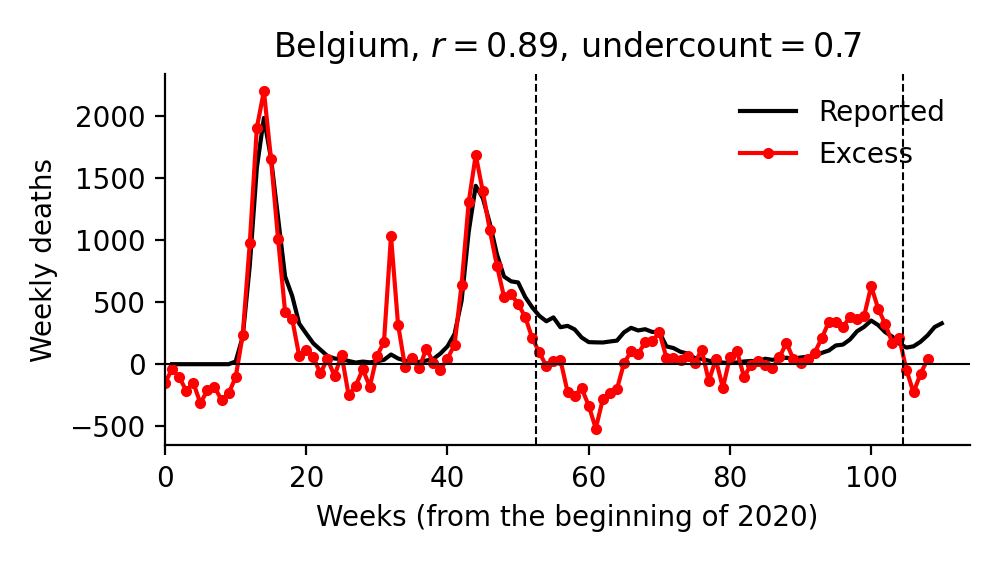 Belgium, r = 0.89, undercount = 0.7
Reported
Excess
Weekly deaths
2000
1500
1000
500
0
−500
0 20 40 60 80 100
Weeks (from the beginning of 2020)